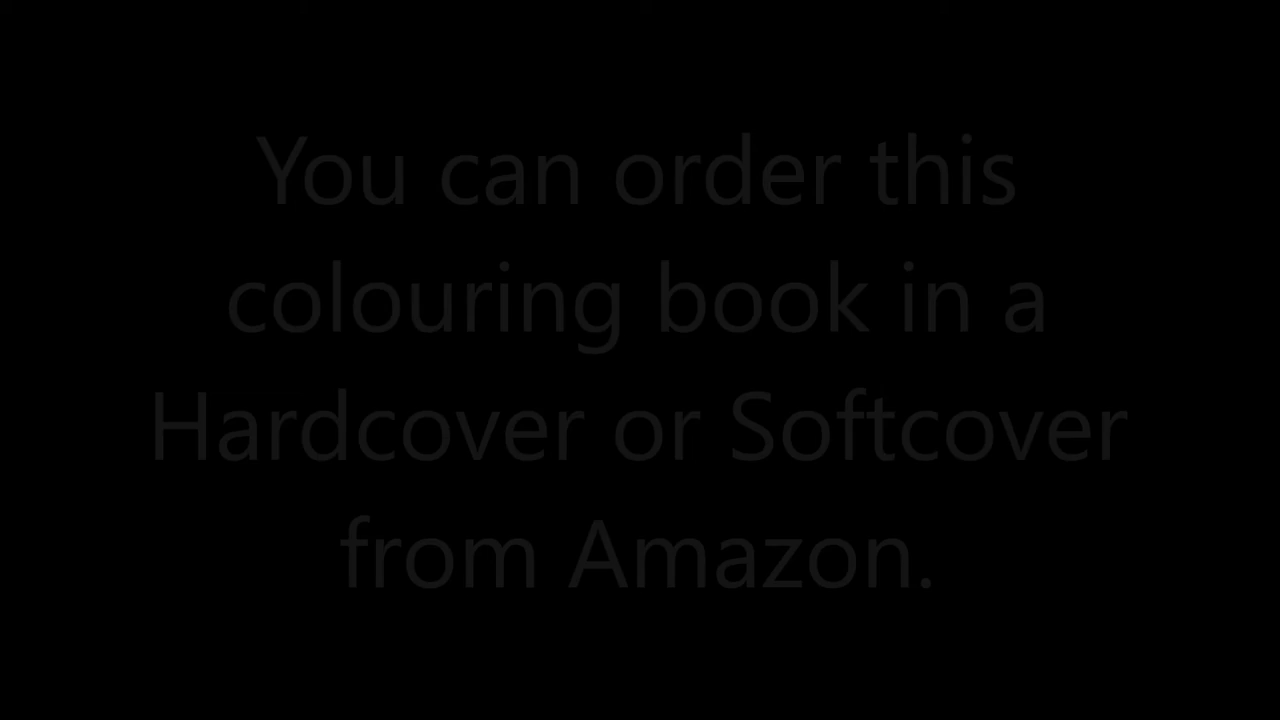 You can order this
colouring book in a
Hardcover or Softcover
from Amazon.